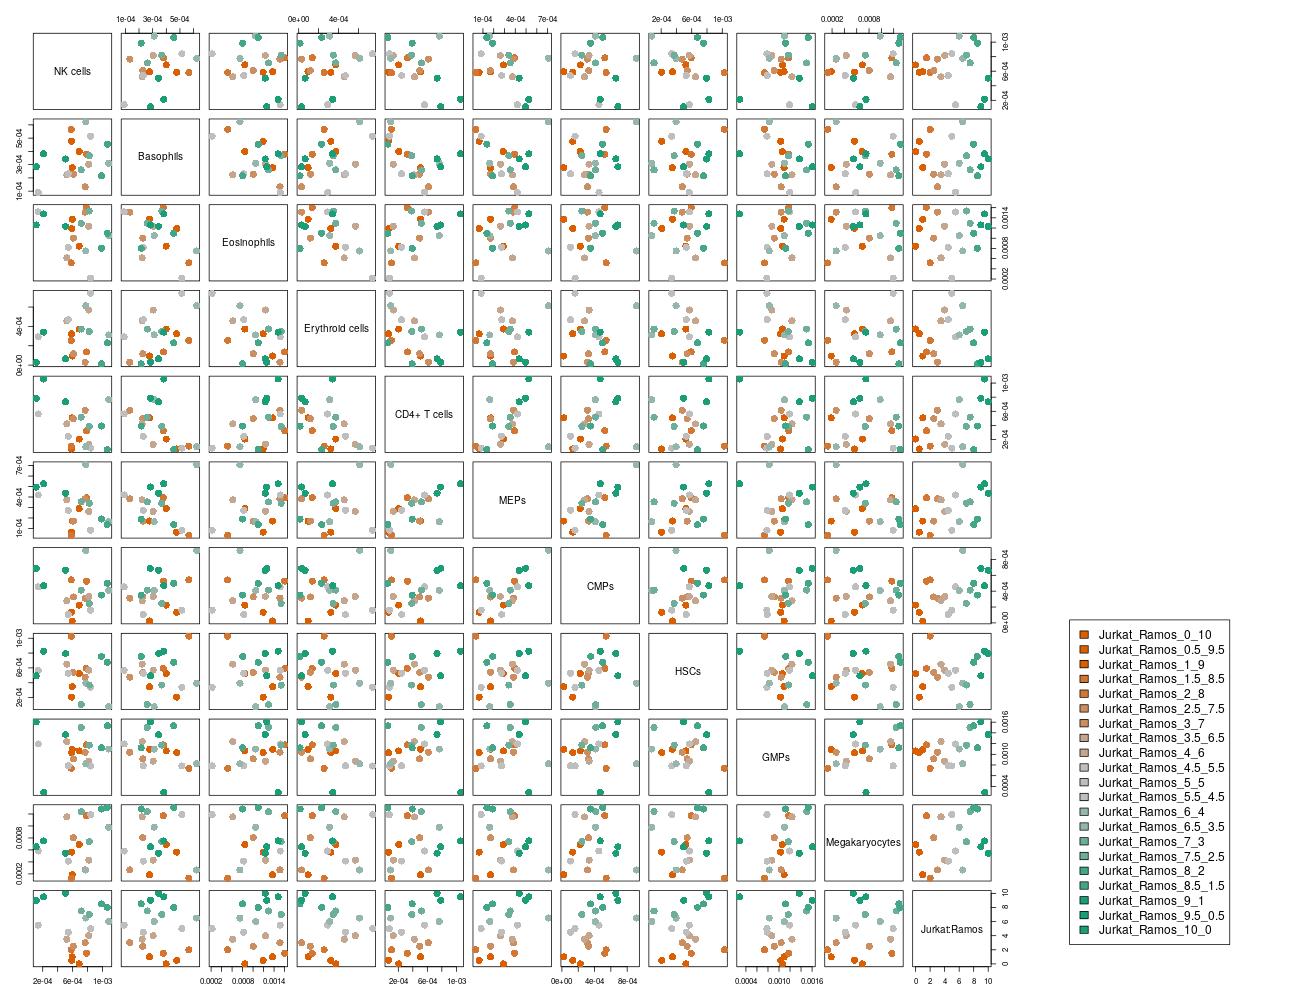 1e-04 3e-04 5e-04 0e+00 4e-04 1e-04 4e-04 7e-04 2e-04 6e-04 1e-03 0.0002 0.0008
NK cells
2e-04 6e-04 1e-03
Basophils
1e-04 3e-04 5e-04
Eosinophils
0.0002 0.0008 0.0014
Erythroid cells
0e+00 4e-04
CD4+ T cells
2e-04 6e-04 1e-03
MEPs
1e-04 4e-04 7e-04
CMPs
0e+00 4e-04 8e-04
HSCs
2e-04 6e-04 1e-03
GMPs
0.0004 0.0010 0.0016
Megakaryocytes
0.0002 0.0008
Jurkat:Ramos
0 2 4 6 8 10
2e-04 6e-04 1e-03 0.0002 0.0008 0.0014 2e-04 6e-04 1e-03 0e+00 4e-04 8e-04 0.0004 0.0010 0.0016 0 2 4 6 8 10
Jurkat_Ramos_0_10
Jurkat_Ramos_0.5_9.5
Jurkat_Ramos_1_9
Jurkat_Ramos_1.5_8.5
Jurkat_Ramos_2_8
Jurkat_Ramos_2.5_7.5
Jurkat_Ramos_3_7
Jurkat_Ramos_3.5_6.5
Jurkat_Ramos_4_6
Jurkat_Ramos_4.5_5.5
Jurkat_Ramos_5_5
Jurkat_Ramos_5.5_4.5
Jurkat_Ramos_6_4
Jurkat_Ramos_6.5_3.5
Jurkat_Ramos_7_3
Jurkat_Ramos_7.5_2.5
Jurkat_Ramos_8_2
Jurkat_Ramos_8.5_1.5
Jurkat_Ramos_9_1
Jurkat_Ramos_9.5_0.5
Jurkat_Ramos_10_0